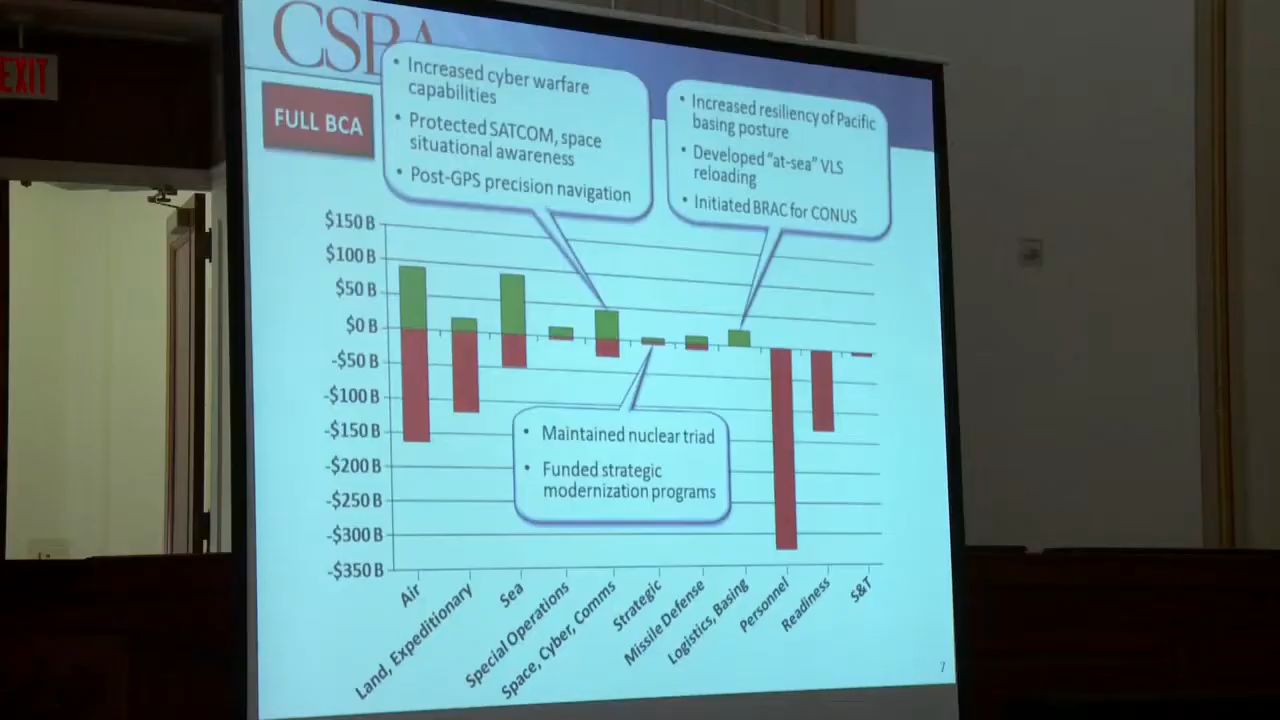 EXIT
CSBA
FULL BCA
• Increased cyber warfare
capabilities
• Protected SATCOM, space
situational awareness
• Post-GPS precision navigation
• Increased resiliency of Pacific
basing posture
• Developed "at-sea" VLS
reloading
• Initiated BRAC for CONUS
$150 B
$100 B
$50 B
$0 B
-$50 B
-$100 B
-$150 B
-$200 B
-$250 B
-$300 B
-$350 B
• Maintained nuclear triad
• Funded strategic
modernization programs
Air
Land, Expeditionary
Sea
Special Operations
Space, Cyber, Comms
Strategic
Missile Defense
Logistics, Basing
Personnel
Readiness
S&T
7